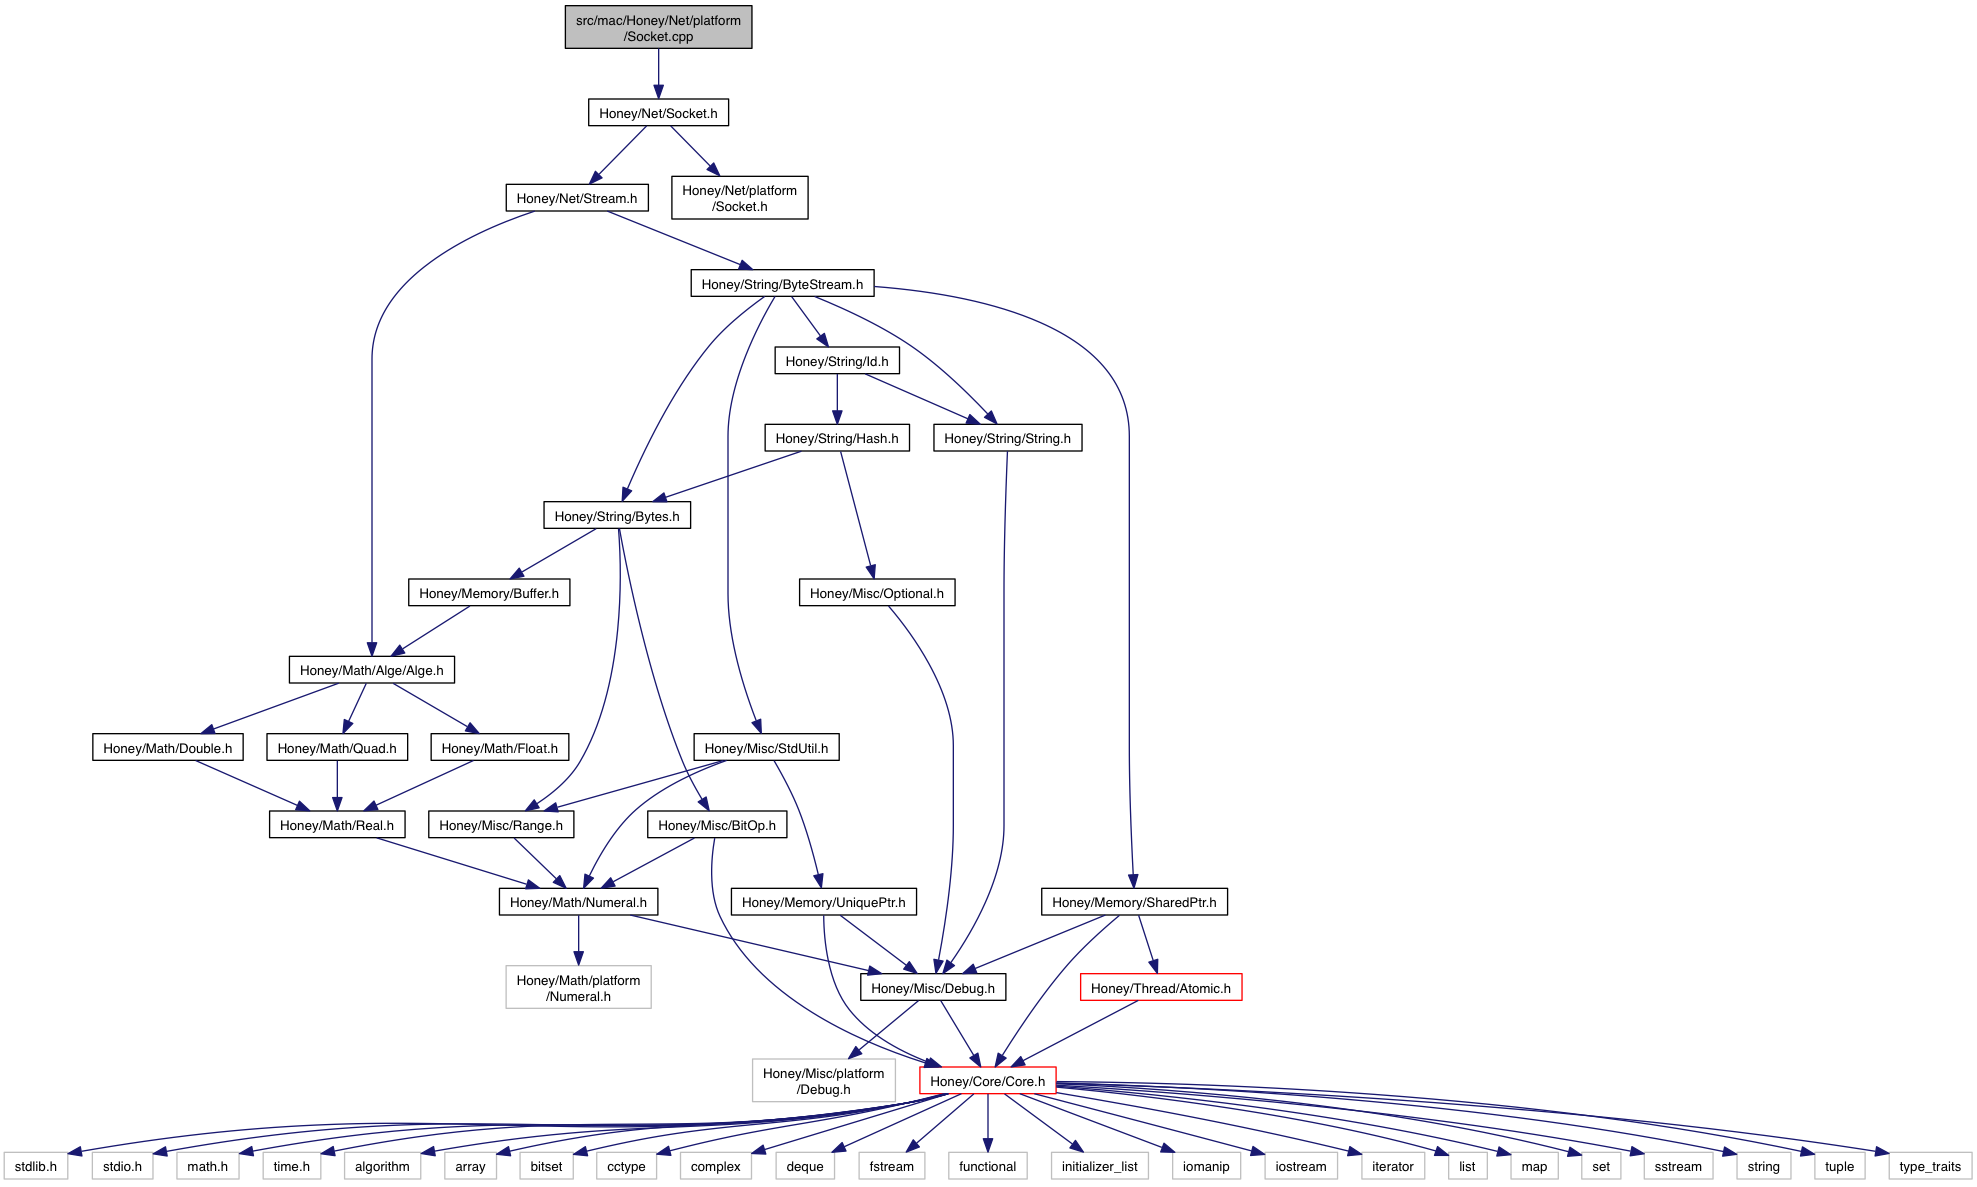 src/mac/Honey/Net/platform
/Socket.cpp
Honey/Net/Socket.h
Honey/Net/Stream.h
Honey/Net/platform
/Socket.h
Honey/String/ByteStream.h
Honey/String/Id.h
Honey/String/Hash.h
Honey/String/String.h
Honey/String/Bytes.h
Honey/Memory/Buffer.h
Honey/Misc/Optional.h
Honey/Math/Alge/Alge.h
Honey/Math/Double.h
Honey/Math/Quad.h
Honey/Math/Float.h
Honey/Misc/StdUtil.h
Honey/Math/Real.h
Honey/Misc/Range.h
Honey/Misc/BitOp.h
Honey/Math/Numeral.h
Honey/Memory/UniquePtr.h
Honey/Memory/SharedPtr.h
Honey/Math/platform
/Numeral.h
Honey/Misc/Debug.h
Honey/Thread/Atomic.h
Honey/Misc/platform
/Debug.h
Honey/Core/Core.h
stdlib.h
stdio.h
math.h
time.h
algorithm
array
bitset
cctype
complex
deque
fstream
functional
initializer_list
iomanip
iostream
iterator
list
map
set
sstream
string
tuple
type_traits